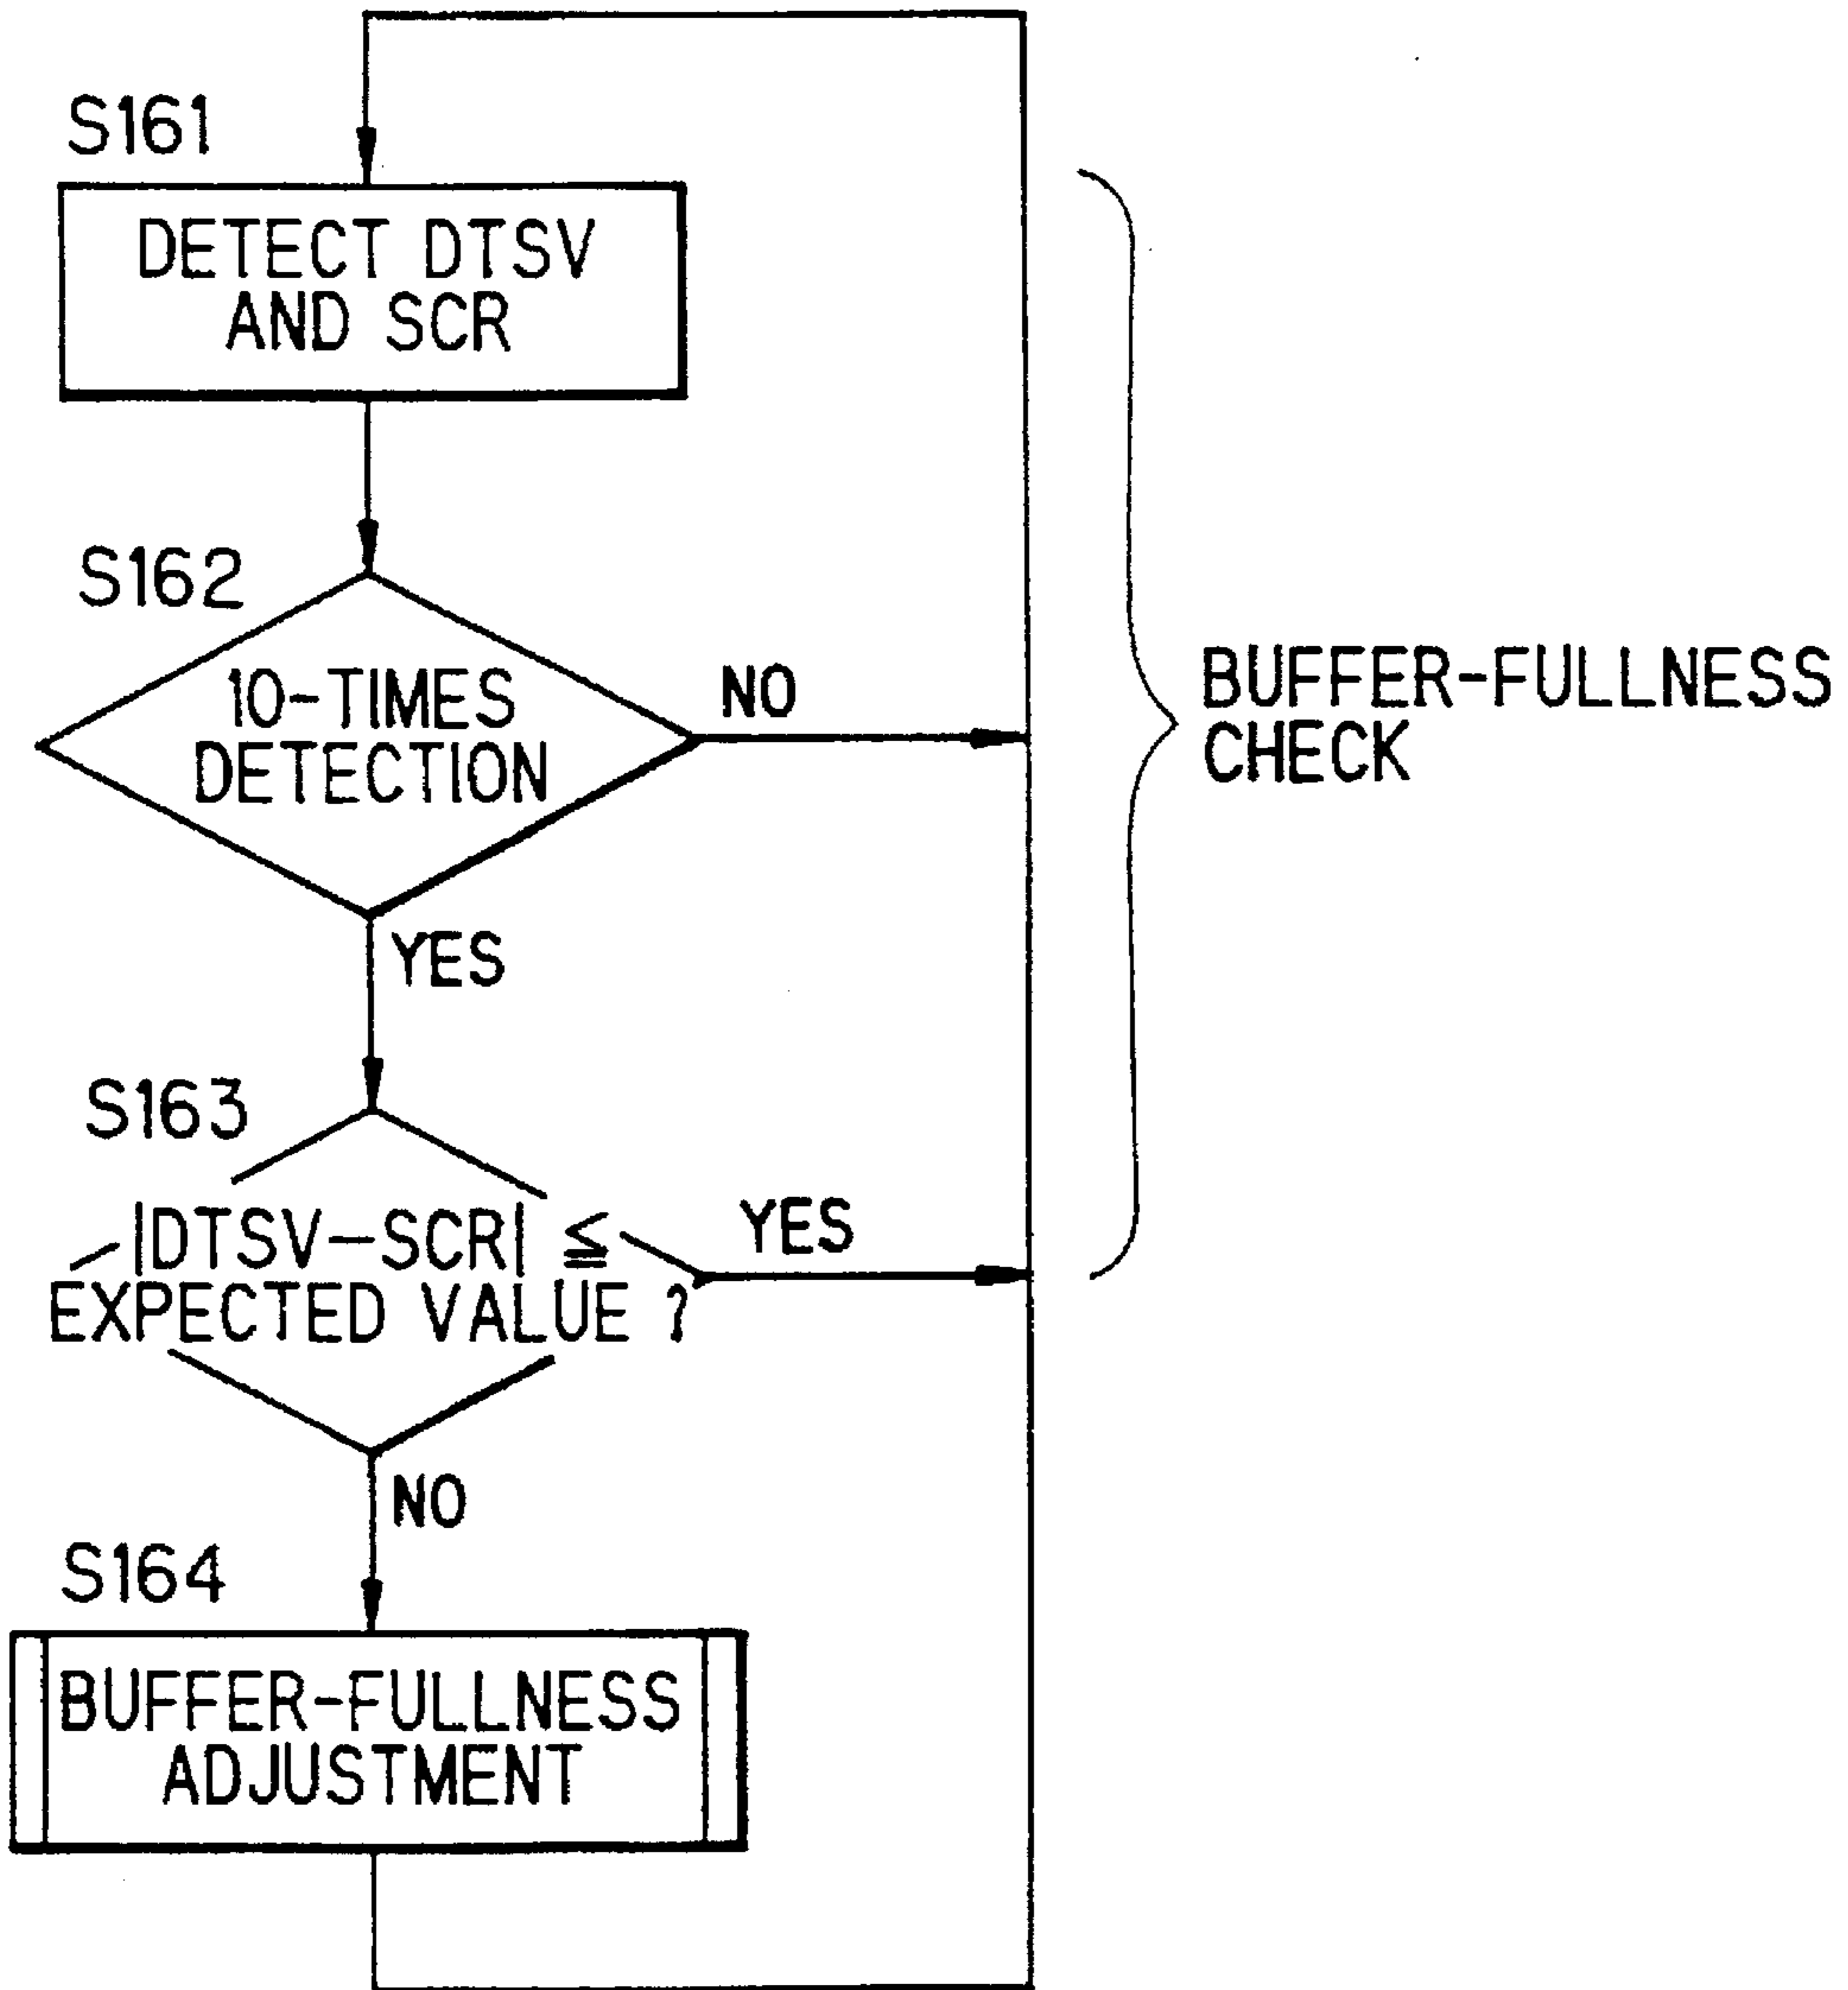 S161
DETECT DTSV
AND SCR
S162
10-TIMES
DETECTION
NO
YES
BUFFER-FULLNESS
CHECK
S163
|DTSV-SCR| ≦
EXPECTED VALUE ?
YES
NO
S164
BUFFER-FULLNESS
ADJUSTMENT